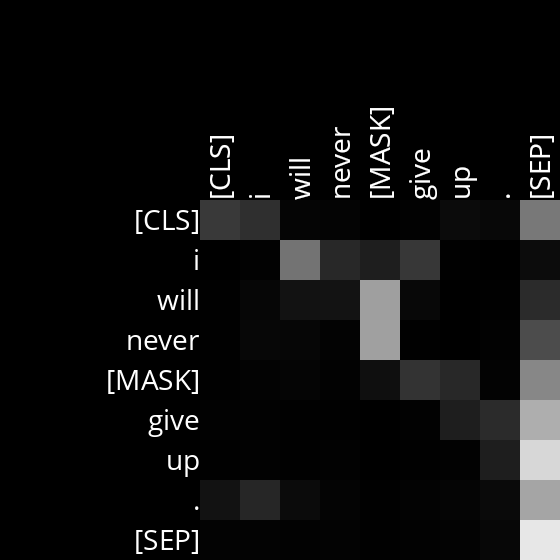 [CLS] i will never [MASK] give up . [SEP]
[CLS]
i
will
never
[MASK]
give
up
.
[SEP]